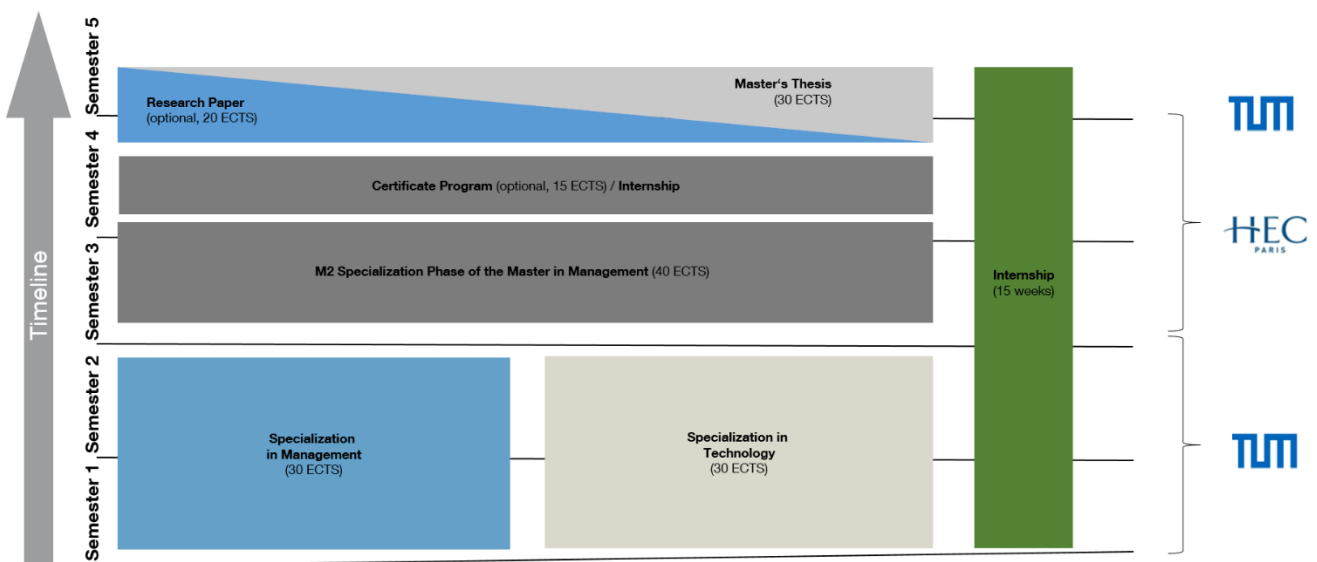 Semester 5
Research Paper
(optional, 20 ECTS)
Master's Thesis
(30 ECTS)
TUM
Semester 4
Certificate Program (optional, 15 ECTS) / Internship
HEC
PARIS
Semester 3
M2 Specialization Phase of the Master in Management (40 ECTS)
Internship
(15 weeks)
Timeline
Semester 2
Specialization
in Management
(30 ECTS)
Specialization in
Technology
(30 ECTS)
TUM
Semester 1